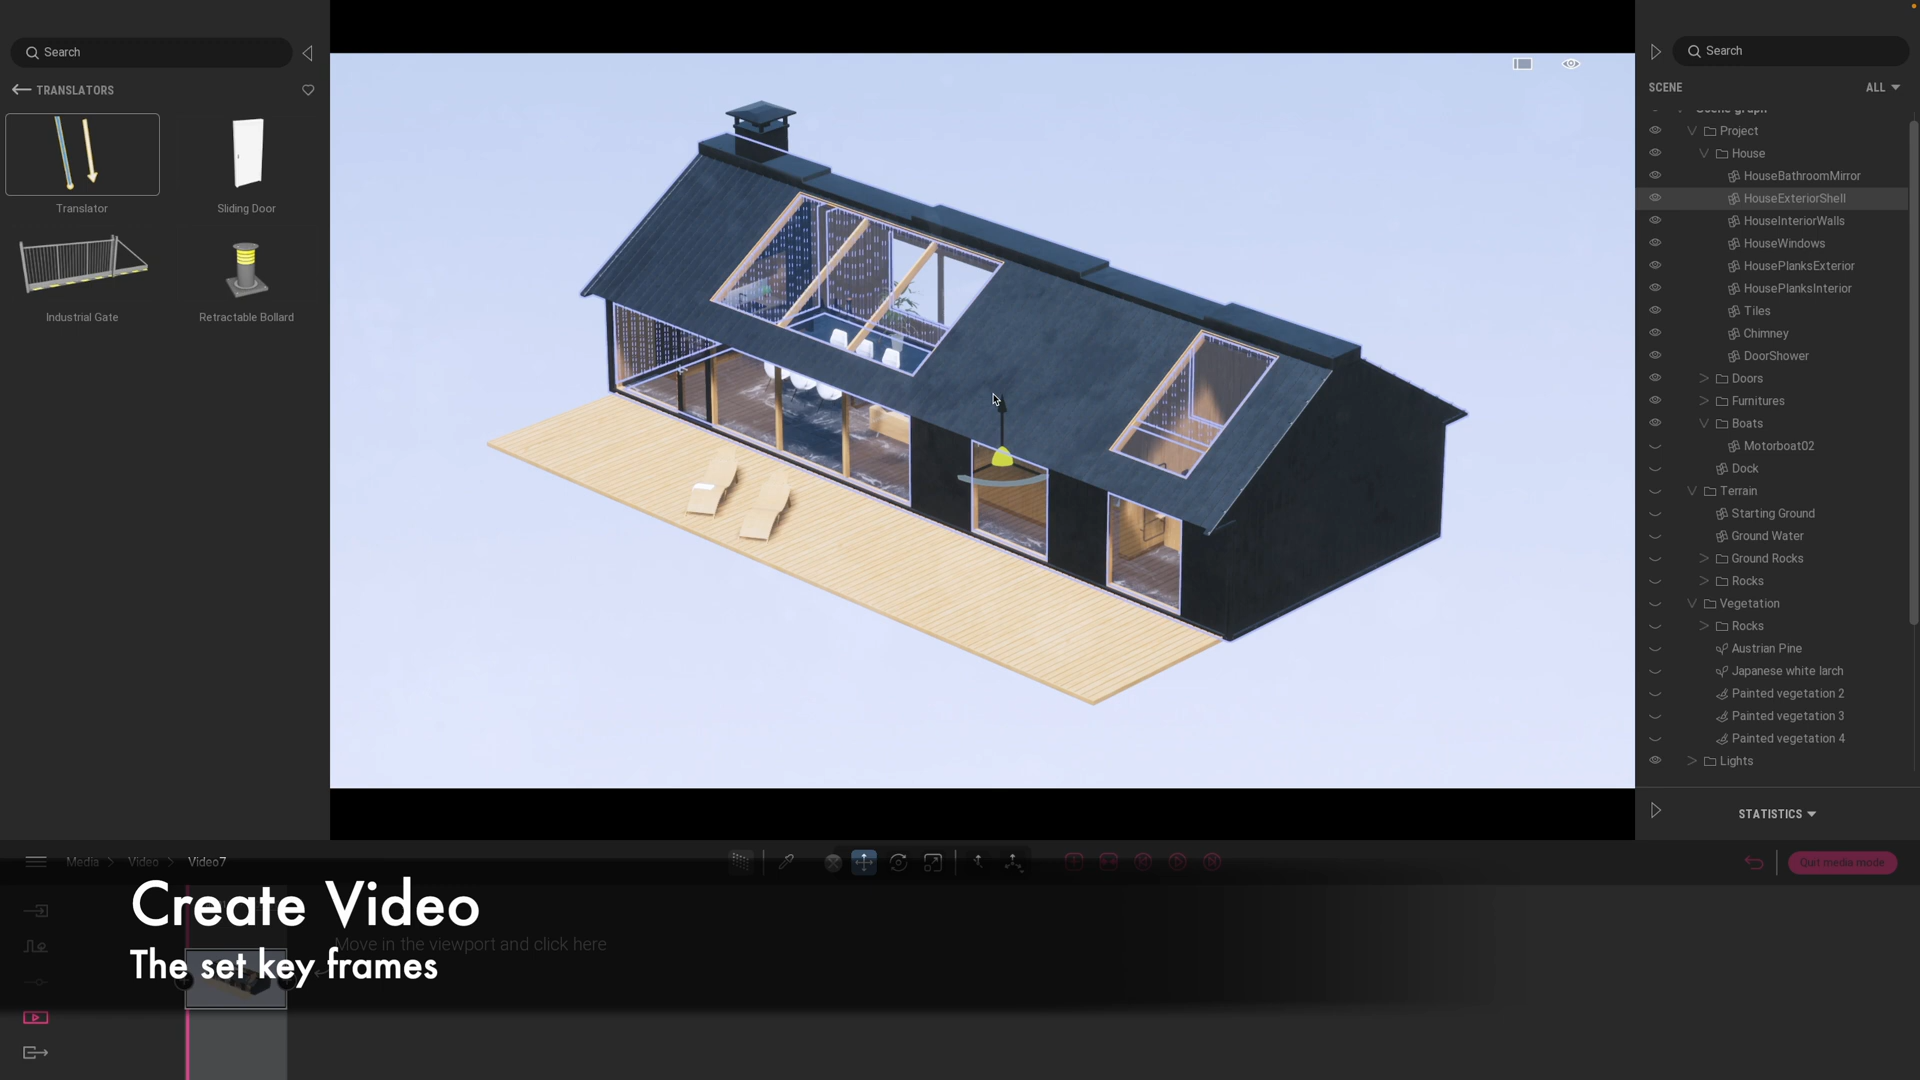 Search
TRANSLATORS
Translator
Sliding Door
Industrial Gate
Retractable Bollard
Search
SCENE
ALL
Scene graph
Project
House
HouseBathroomMirror
HouseExteriorShell
HouseInteriorWalls
HouseWindows
HousePlanksExterior
HousePlanksInterior
Tiles
Chimney
DoorShower
Doors
Furnitures
Boats
Motorboat02
Dock
Terrain
Starting Ground
Ground Water
Ground Rocks
Rocks
Vegetation
Rocks
Austrian Pine
Japanese white larch
Painted vegetation 2
Painted vegetation 3
Painted vegetation 4
Lights
STATISTICS
Media > Video > Video7
Quit media mode
Create Video
Move in the viewport and click here
The set key frames